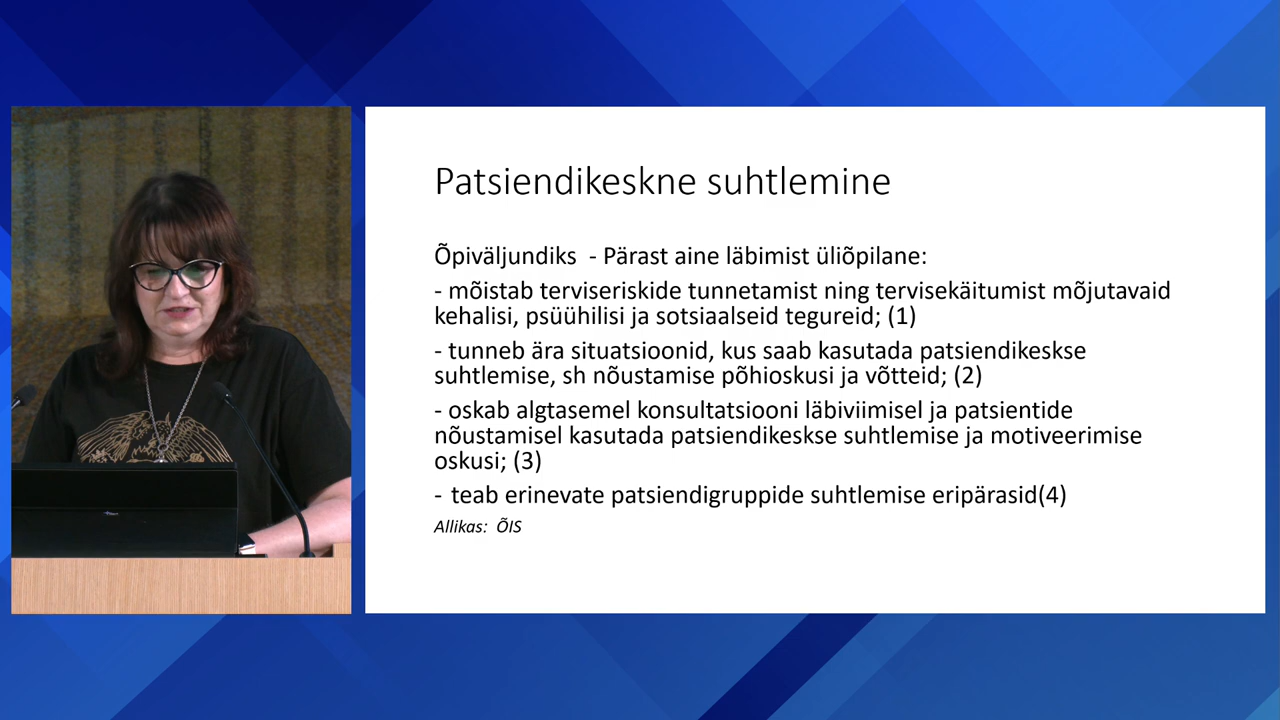 Patsiendikeskne suhtlemine
Õpiväljundiks  - Pärast aine läbimist üliõpilane:
- mõistab terviseriskide tunnetamist ning tervisekäitumist mõjutavaid
kehalisi, psüühilisi ja sotsiaalseid tegureid; (1)
- tunneb ära situatsioonid, kus saab kasutada patsiendikeskse
suhtlemise, sh nõustamise põhioskusi ja võtteid; (2)
- oskab algtasemel konsultatsiooni läbiviimisel ja patsientide
nõustamisel kasutada patsiendikeskse suhtlemise ja motiveerimise
oskusi; (3)
- teab erinevate patsiendigruppide suhtlemise eripärasid(4)
Allikas:  ÕIS